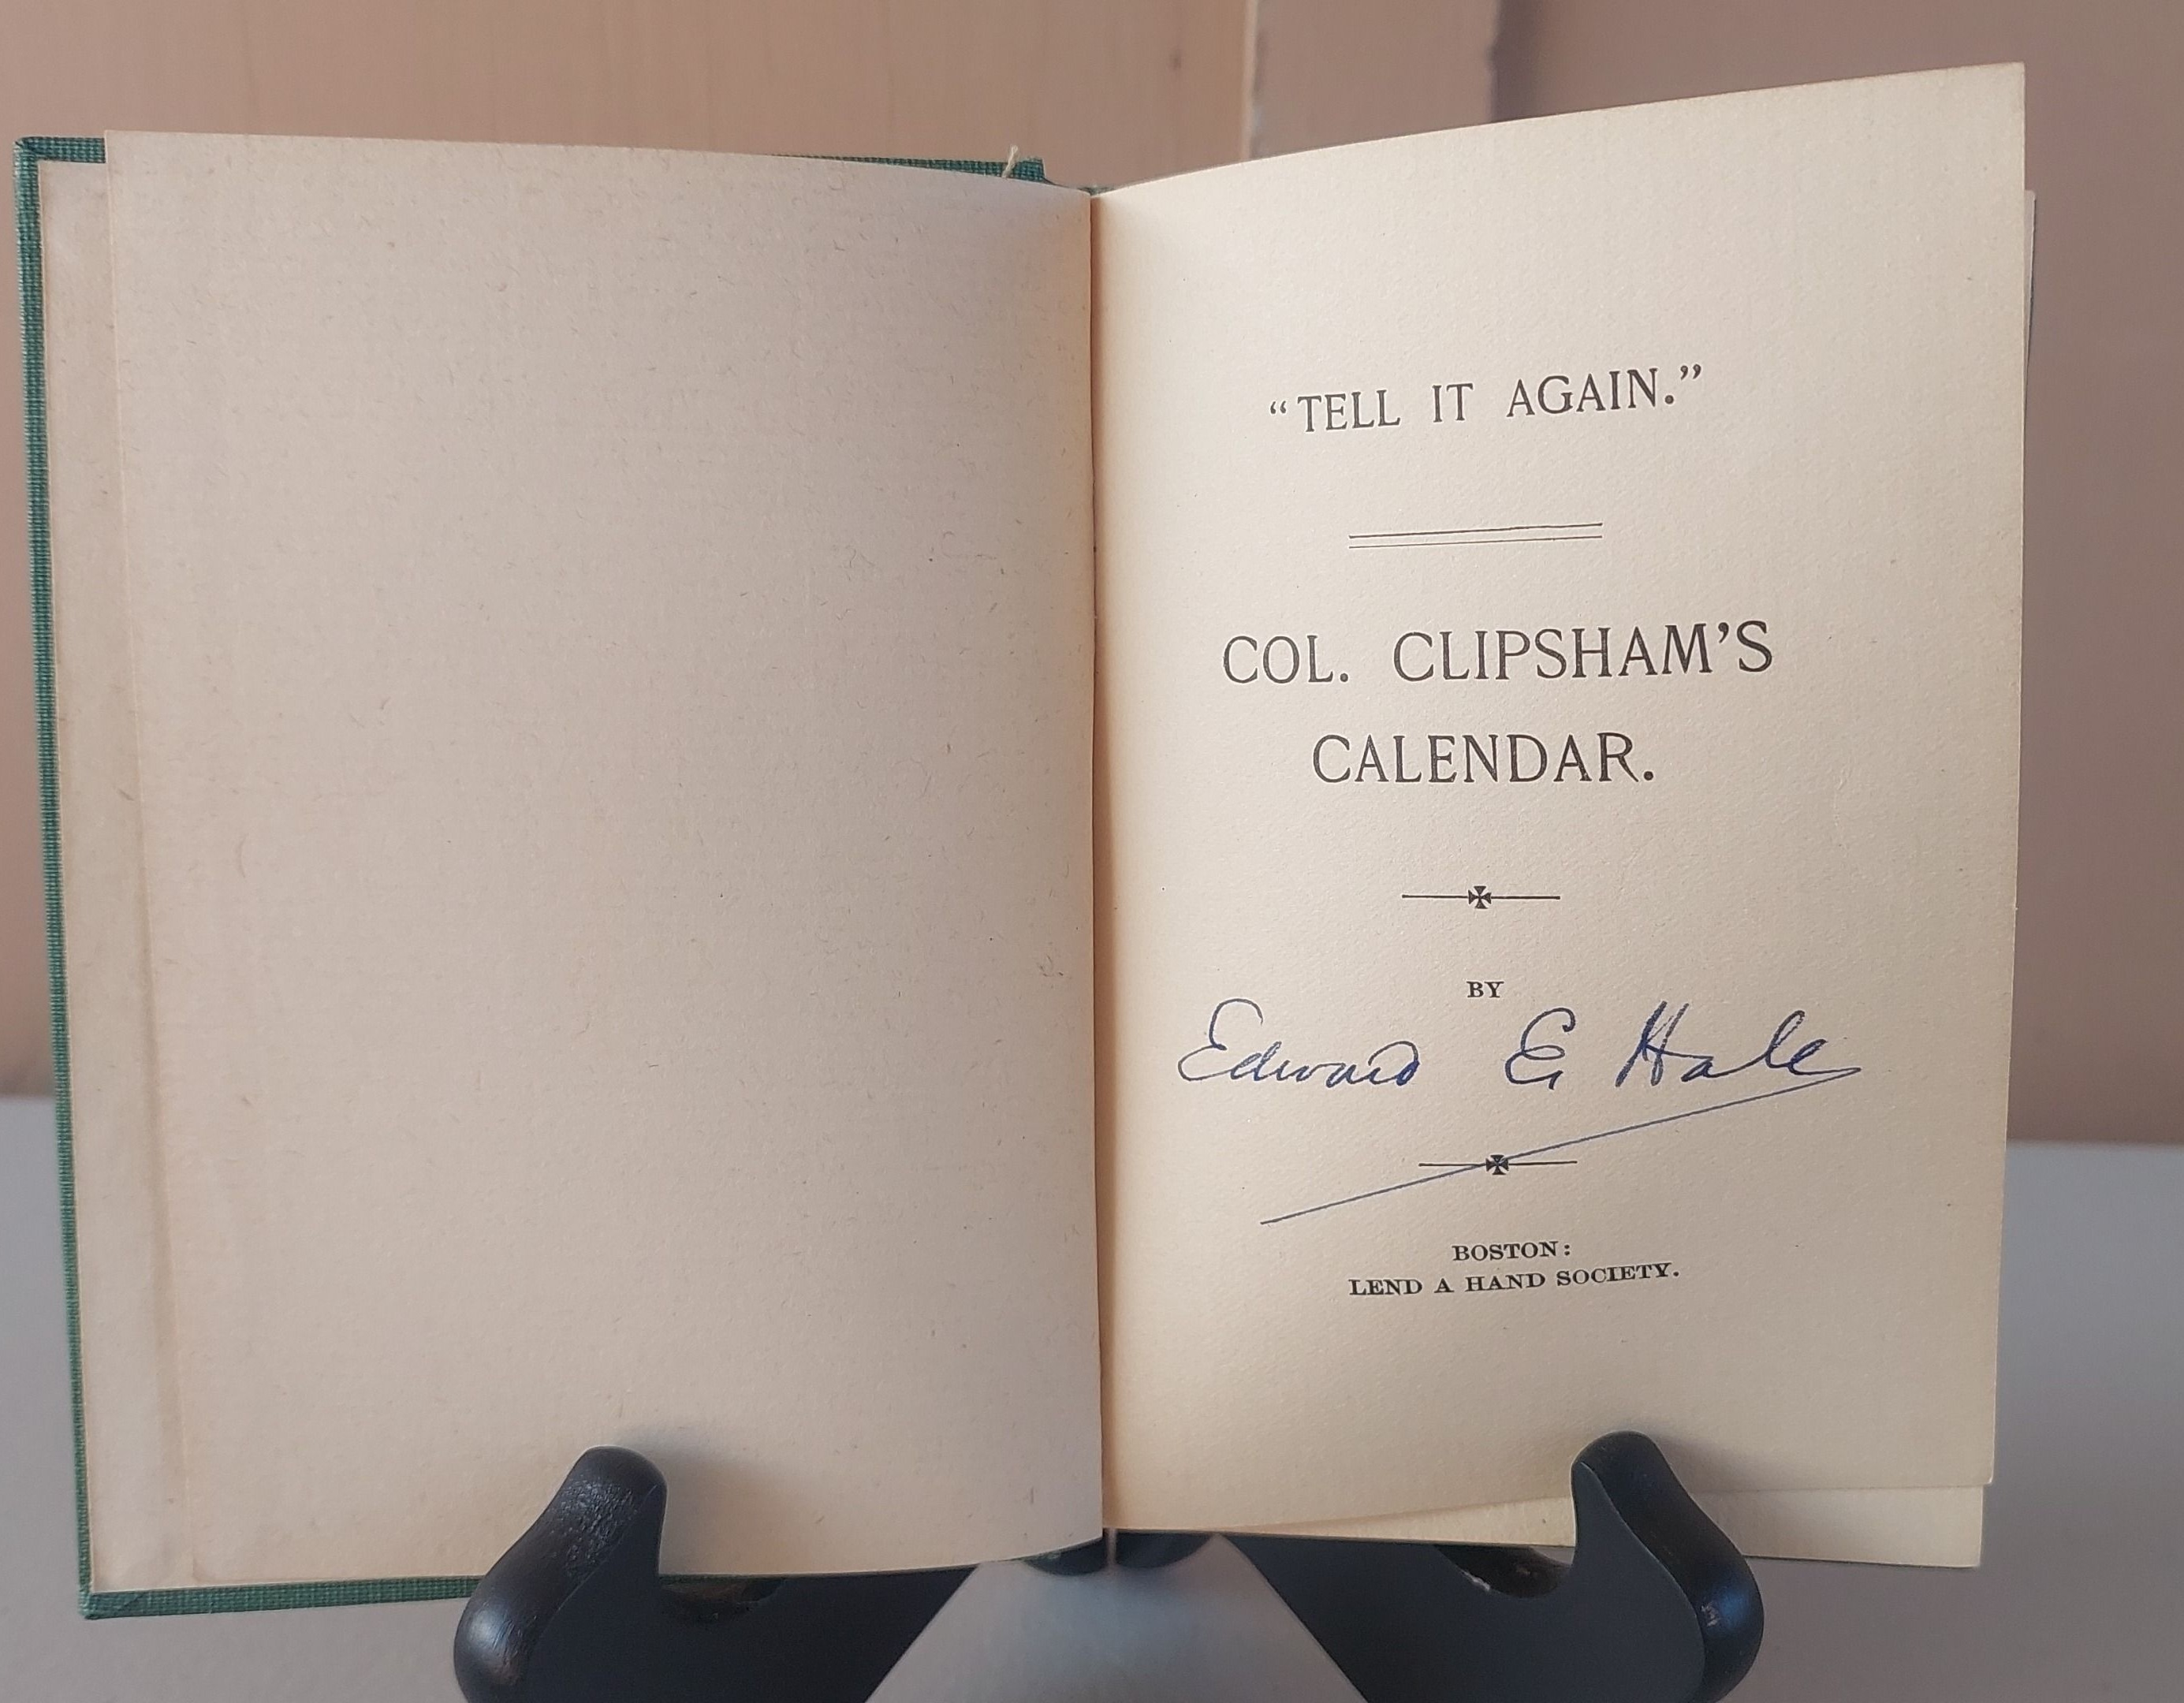 “TELL IT AGAIN.”
COL. CLIPSHAM’S
CALENDAR.
BY
Edward E. Hale
BOSTON:
LEND A HAND SOCIETY.